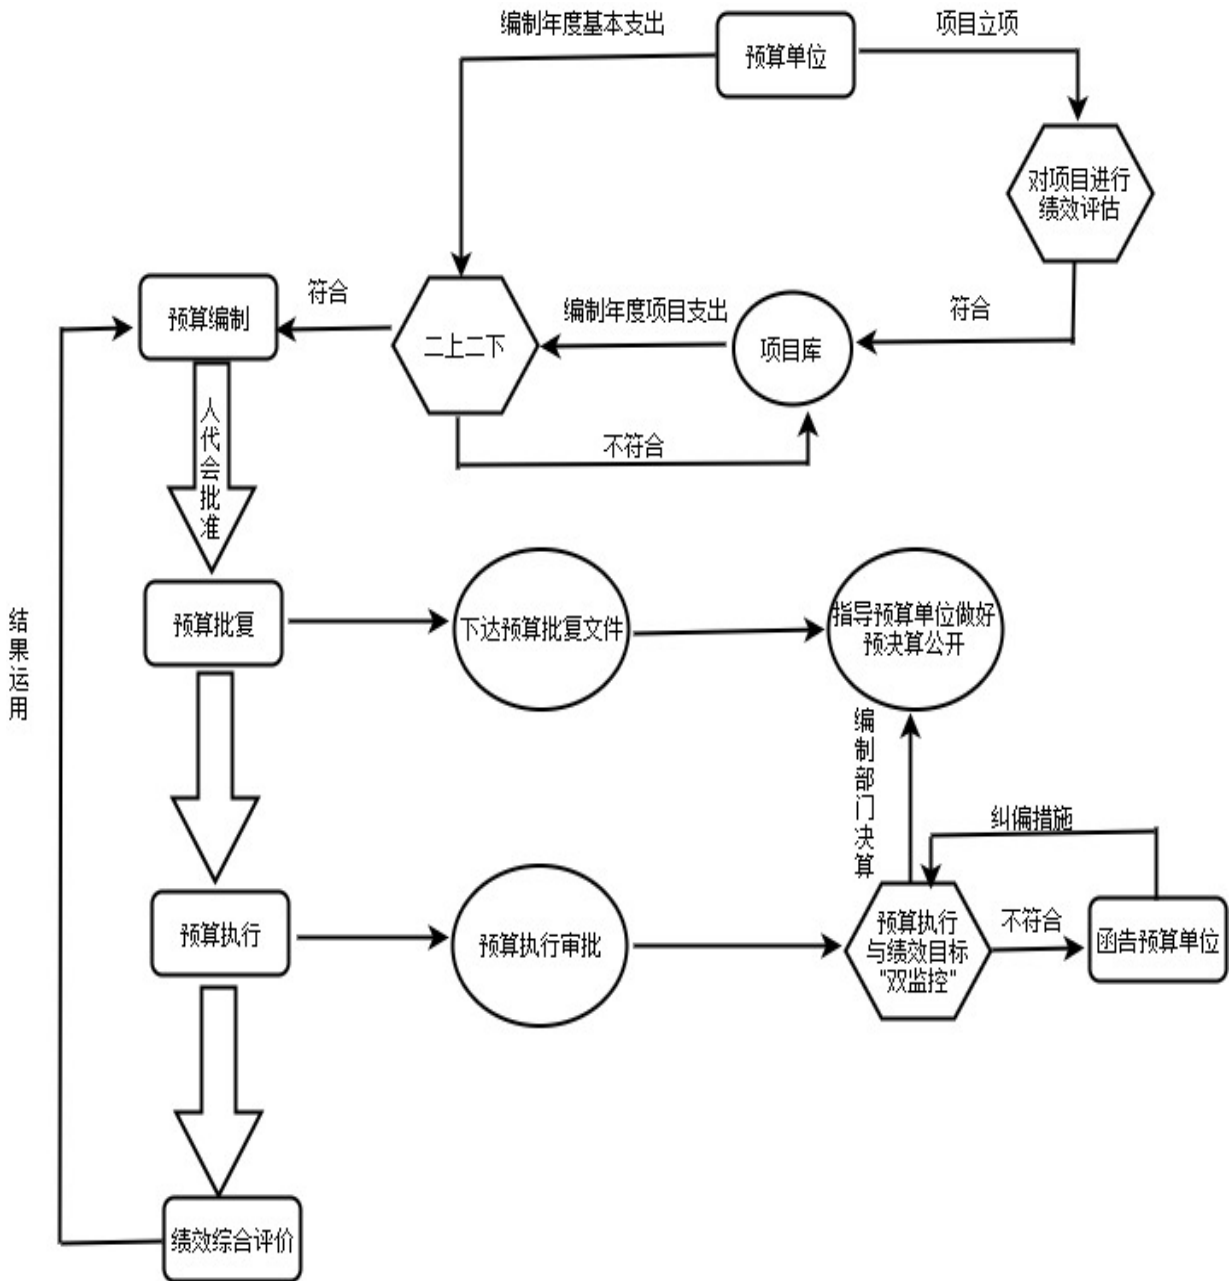 编制年度基本支出
项目立项
预算单位
对项目进行
绩效评估
符合
预算编制
编制年度项目支出
符合
二上二下
项目库
不符合
人代会批准
预算批复
下达预算批复文件
指导预算单位做好
预决算公开
结果运用
编制部门决算
纠偏措施
预算执行
预算执行审批
预算执行
与绩效目标
"双监控"
不符合
函告预算单位
绩效综合评价